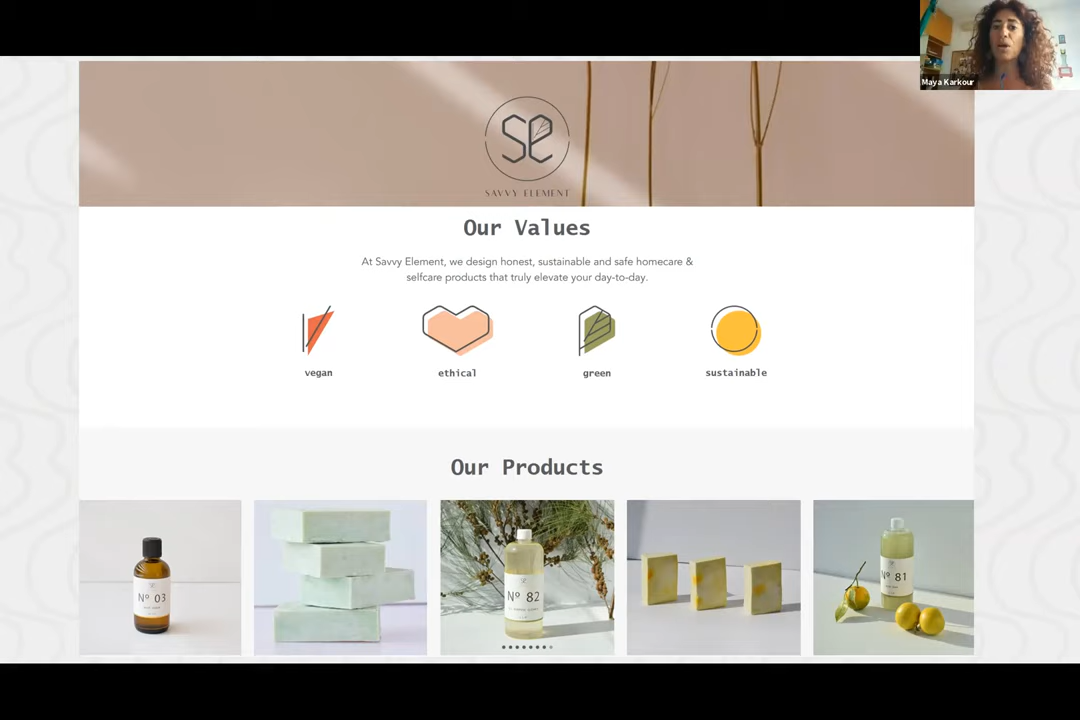 Maya Karkour
SAVVY ELEMENT
Our Values
At Savvy Element, we design honest, sustainable and safe homecare &
selfcare products that truly elevate your day-to-day.
vegan
ethical
green
sustainable
Our Products
Nº 03
Nº 82
Nº 81